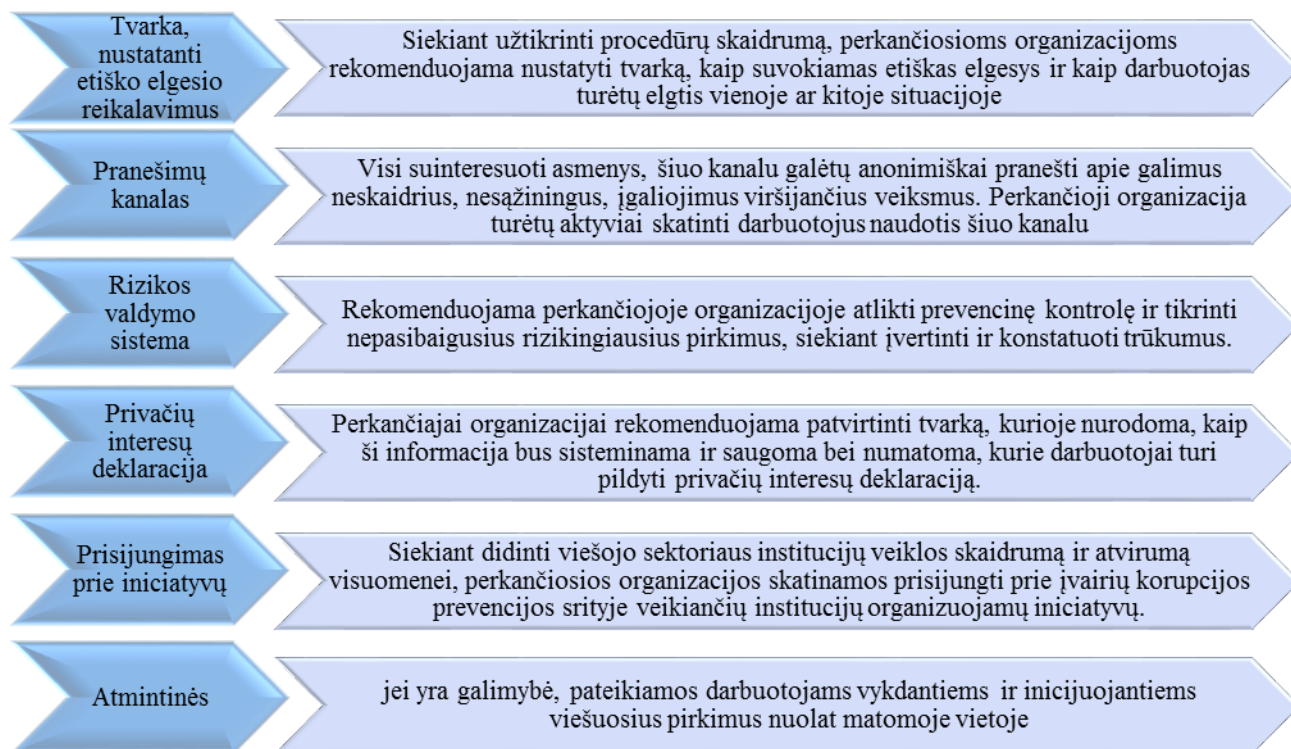 Tvarka,
nustatanti
etiško elgesio
reikalavimus
Siekiant užtikrinti procedūrų skaidrumą, perkančiosioms organizacijoms
rekomenduojama nustatyti tvarką, kaip suvokiamas etiškas elgesys ir kaip darbuotojas
turėtų elgtis vienoje ar kitoje situacijoje
Pranešimų
kanalas
Visi suinteresuoti asmenys, šiuo kanalu galėtų anonimiškai pranešti apie galimus
neskaidrius, nesąžiningus, įgaliojimus viršijančius veiksmus. Perkančioji organizacija
turėtų aktyviai skatinti darbuotojus naudotis šiuo kanalu
Rizikos
valdymo
sistema
Rekomenduojama perkančiojoje organizacijoje atlikti prevencinę kontrolę ir tikrinti
nepasibaigusius rizikingiausius pirkimus, siekiant įvertinti ir konstatuoti trūkumus.
Privačių
interesų
deklaracija
Perkančiajai organizacijai rekomenduojama patvirtinti tvarką, kurioje nurodoma, kaip
ši informacija bus sisteminama ir saugoma bei numatoma, kurie darbuotojai turi
pildyti privačių interesų deklaraciją.
Prisijungimas
prie iniciatyvų
Siekiant didinti viešojo sektoriaus institucijų veiklos skaidrumą ir atvirumą
visuomenei, perkančiosios organizacijos skatinamos prisijungti prie įvairių korupcijos
prevencijos srityje veikiančių institucijų organizuojamų iniciatyvų.
Atmintinės
jei yra galimybė, pateikiamos darbuotojams vykdantiems ir inicijuojantiems
viešuosius pirkimus nuolat matomoje vietoje